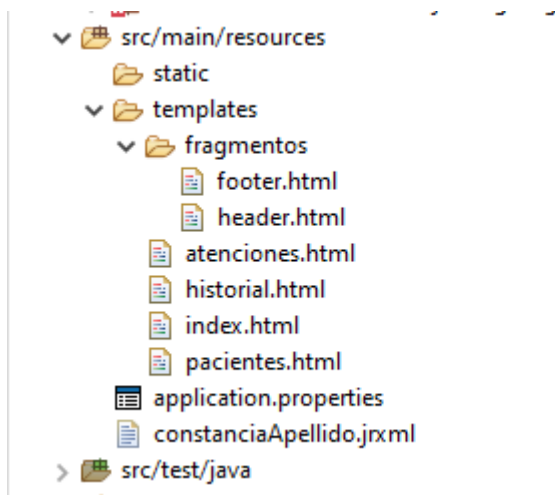 src/main/resources
static
templates
fragmentos
footer.html
header.html
atenciones.html
historial.html
index.html
pacientes.html
application.properties
constanciaApellido.jrxml
src/test/java